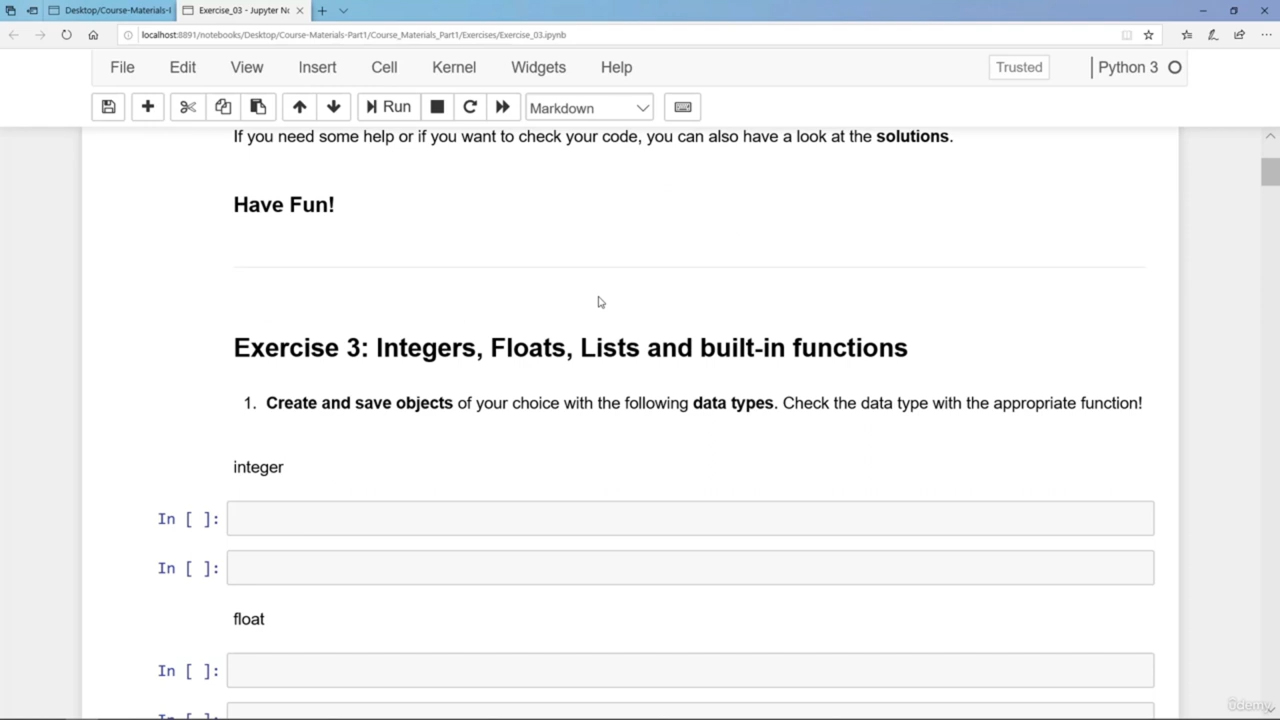 Desktop/Course-Materials-I
Exercise_03 - Jupyter No
localhost:8891/notebooks/Desktop/Course-Materials-Part1/Course_Materials_Part1/Exercises/Exercise_03.ipynb
File Edit View Insert Cell Kernel Widgets Help Trusted Python 3
Run Markdown
If you need some help or if you want to check your code, you can also have a look at the solutions.
Have Fun!
Exercise 3: Integers, Floats, Lists and built-in functions
1. Create and save objects of your choice with the following data types. Check the data type with the appropriate function!
integer
In [ ]:
In [ ]:
float
In [ ]:
In [ ]:
ûdemy